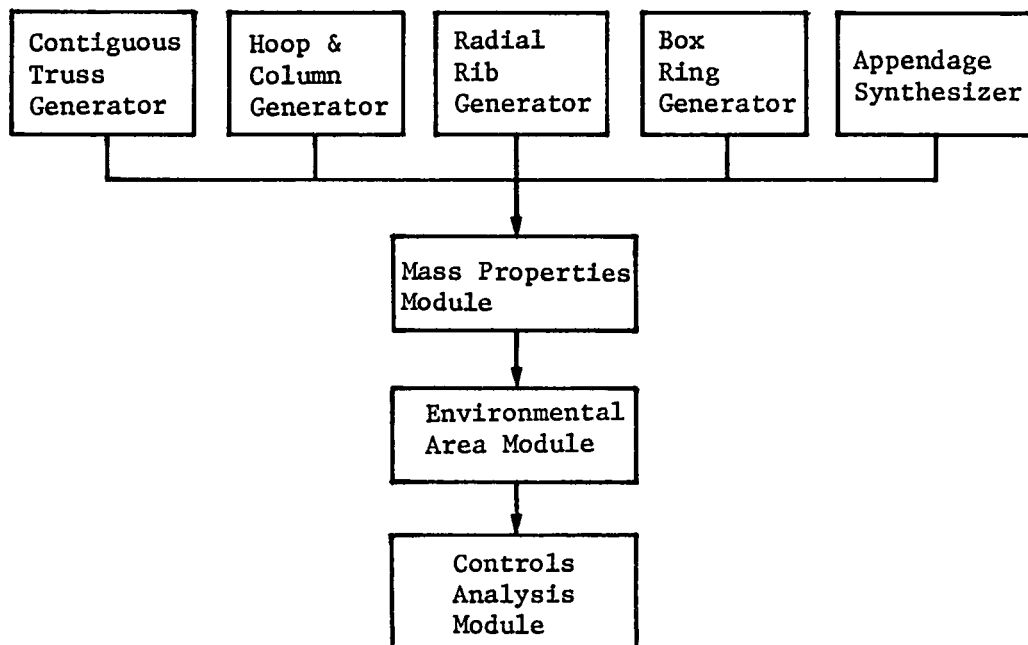 Contiguous
Truss
Generator
Hoop &
Column
Generator
Radial
Rib
Generator
Box
Ring
Generator
Appendage
Synthesizer
Mass Properties
Module
Environmental
Area Module
Controls
Analysis
Module